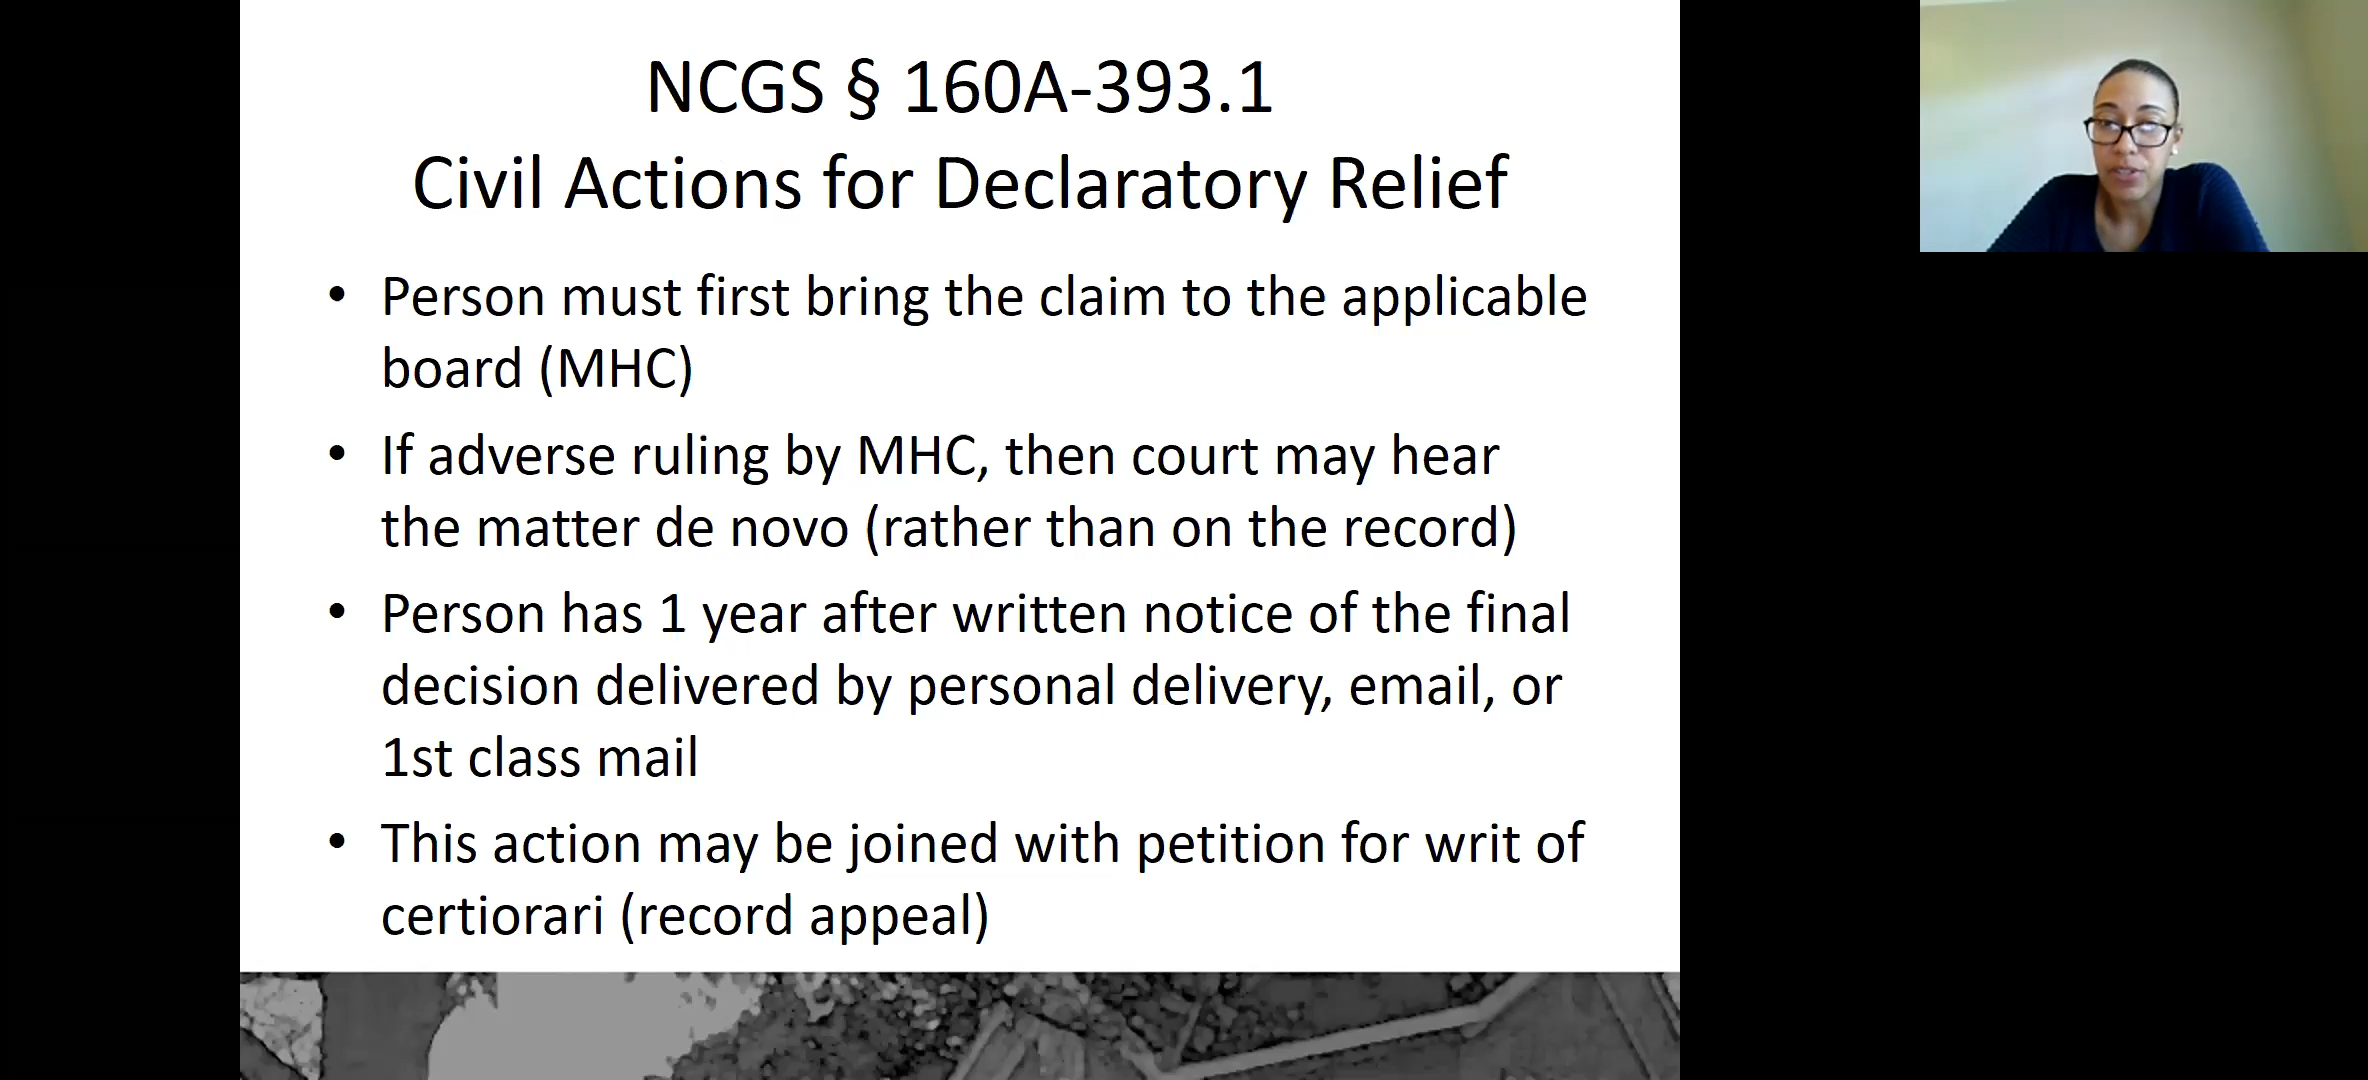 NCGS § 160A-393.1
Civil Actions for Declaratory Relief
• Person must first bring the claim to the applicable
board (MHC)
• If adverse ruling by MHC, then court may hear
the matter de novo (rather than on the record)
• Person has 1 year after written notice of the final
decision delivered by personal delivery, email, or
1st class mail
• This action may be joined with petition for writ of
certiorari (record appeal)